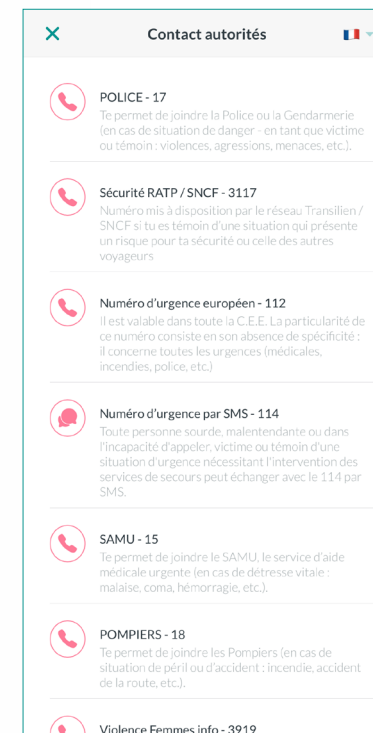 Contact autorités
POLICE - 17
Te permet de joindre la Police ou la Gendarmerie
(en cas de situation de danger - en tant que victime
ou témoin : violences, agressions, menaces, etc.).
Sécurité RATP / SNCF - 3117
Numéro mis à disposition par le réseau Transilien /
SNCF si tu es témoin d'une situation qui présente
un risque pour ta sécurité ou celle des autres
voyageurs
Numéro d'urgence européen - 112
Il est valable dans toute la C.E.E. La particularité de
ce numéro consiste en son absence de spécificité :
il concerne toutes les urgences (médicales,
incendies, police, etc.)
Numéro d'urgence par SMS - 114
Toute personne sourde, malentendante ou dans
l'incapacité d'appeler, victime ou témoin d'une
situation d'urgence nécessitant l'intervention des
services de secours peut échanger avec le 114 par
SMS.
SAMU - 15
Te permet de joindre le SAMU, le service d'aide
médicale urgente (en cas de détresse vitale :
malaise, coma, hémorragie, etc.).
POMPIERS - 18
Te permet de joindre les Pompiers (en cas de
situation de péril ou d'accident : incendie, accident
de la route, etc.).
Violence Femmes info - 3919